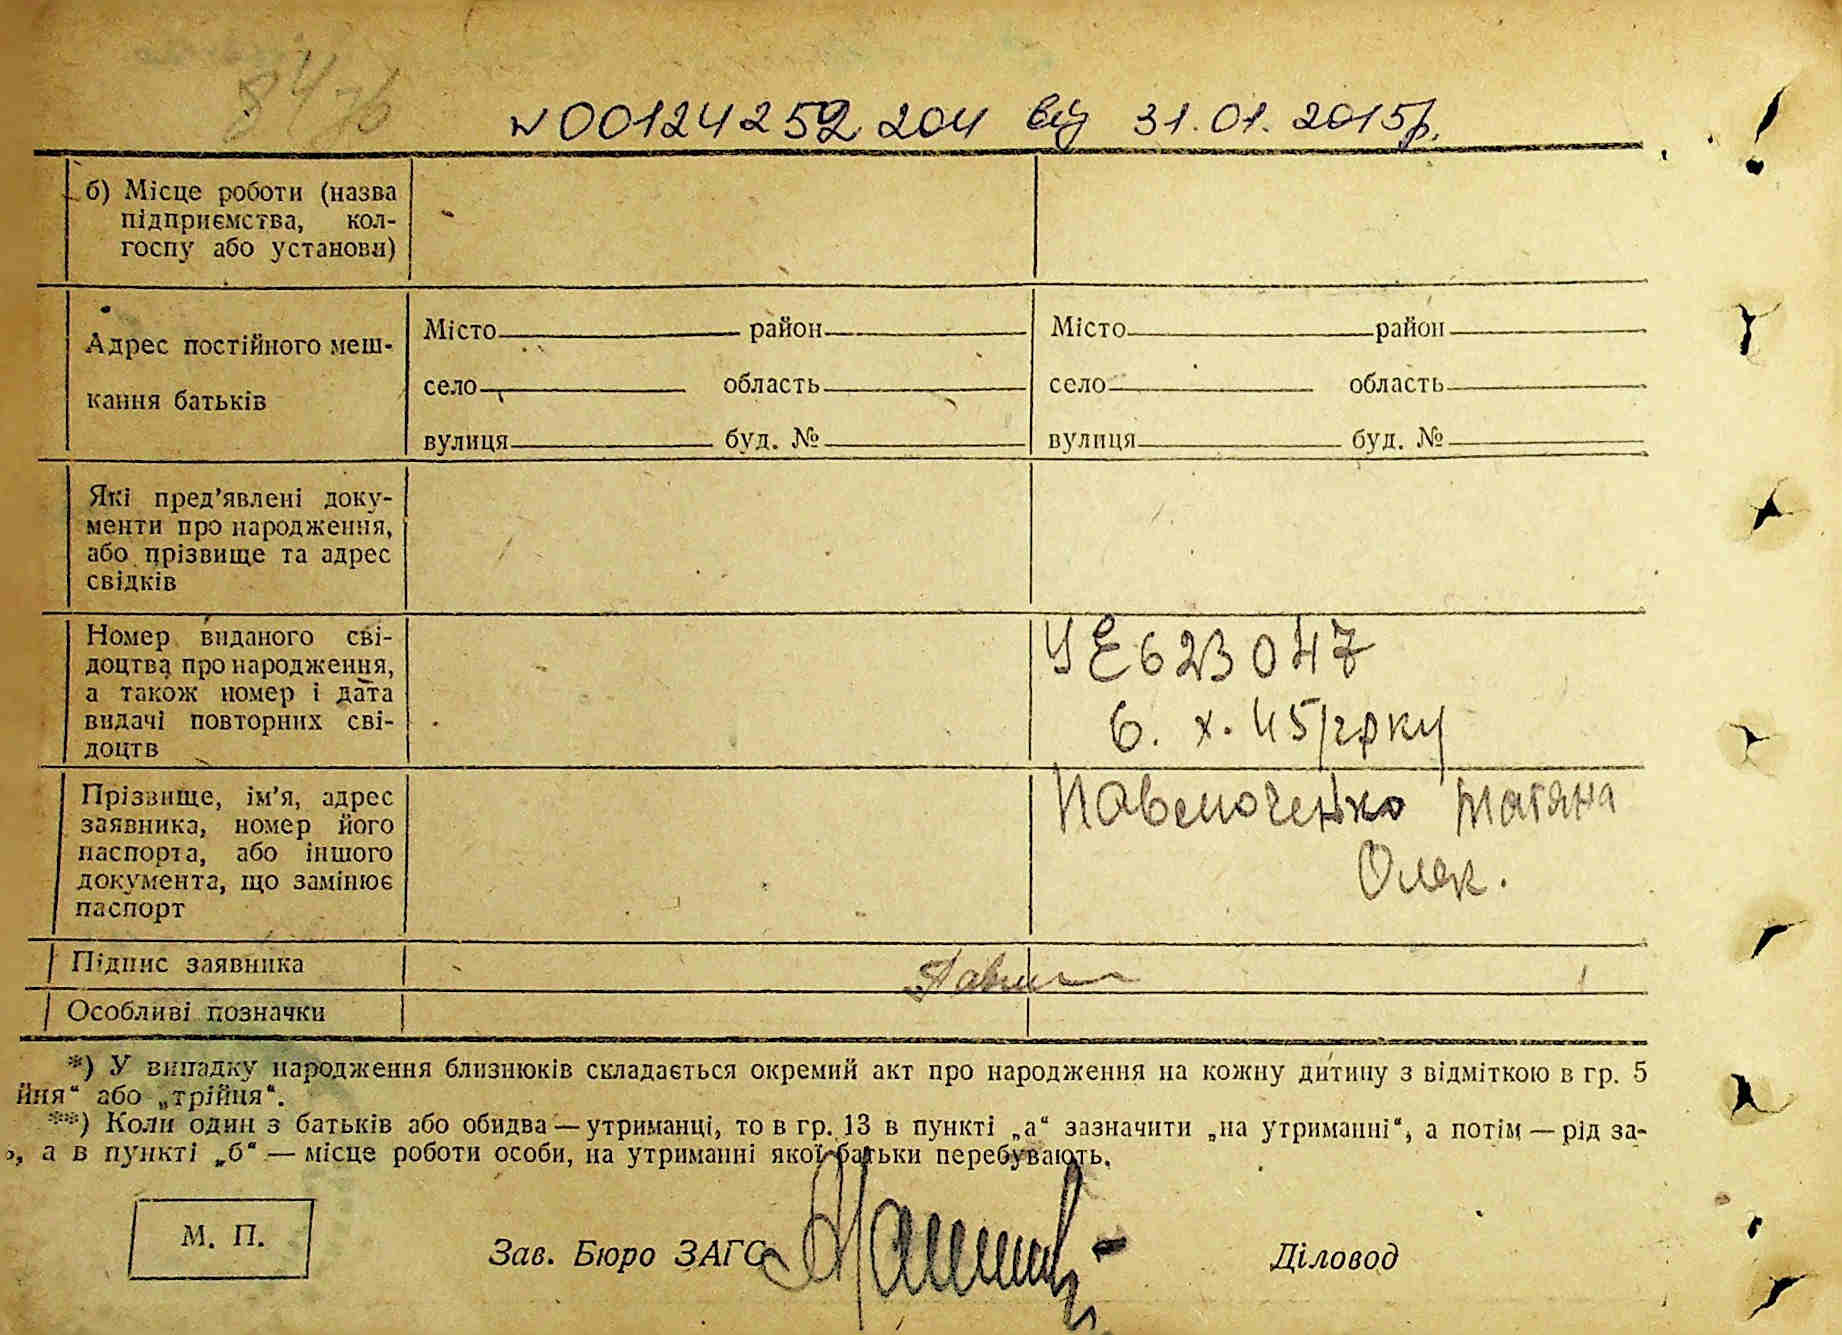 № 00124252204 від 31.01.2015р.
б) Місце роботи (назва
підприємства, кол-
госпу або установи)
Адрес постійного меш-
кання батьків
Місто район
село область
вулиця буд. №
Місто район
село область
вулиця буд. №
Які пред’явлені доку-
менти про народження,
або прізвище та адрес
свідків
Номер виданого сві-
доцтва про народження,
а також номер і дата
видачі повторних сві-
доцтв
УЕ 623047
6. х. 45 року
Прізвище, ім’я, адрес
заявника, номер його
паспорта, або іншого
документа, що замінює
паспорт
Татяна
Олек.
Підпис заявника
Особливі позначки
*) У випадку народження близнюків складається окремий акт про народження на кожну дитину з відміткою в гр. 5
йня“ або „трійня“.
**) Коли один з батьків або обидва — утриманці, то в гр. 13 в пункті „а“ зазначити „на утриманні“, а потім — рід за-
, а в пункті „б“ — місце роботи особи, на утриманні якої батьки перебувають.
М. П.
Зав. Бюро ЗАГС
Діловод